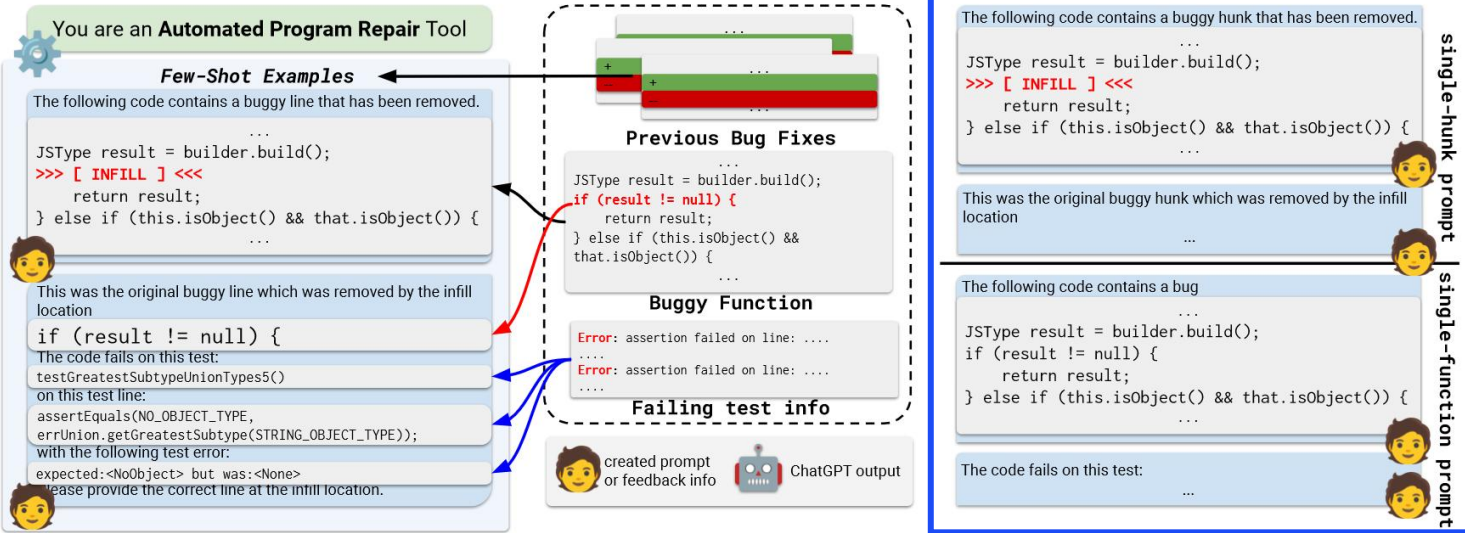 You are an Automated Program Repair Tool
Few-Shot Examples
The following code contains a buggy line that has been removed.
...
JSType result = builder.build();
>>> [ INFILL ] <<<
return result;
} else if (this.isObject() && that.isObject()) {
...
This was the original buggy line which was removed by the infill
location
if (result != null) {
The code fails on this test:
testGreatestSubtypeUnionTypes5()
on this test line:
assertEquals(NO_OBJECT_TYPE,
errUnion.getGreatestSubtype(STRING_OBJECT_TYPE));
with the following test error:
expected:<NoObject> but was:<None>
Please provide the correct line at the infill location.
...
+
...
...
+
...
...
Previous Bug Fixes
...
JSType result = builder.build();
if (result != null) {
return result;
} else if (this.isObject() &&
that.isObject()) {
...
Buggy Function
Error: assertion failed on line: ....
....
Error: assertion failed on line: ....
....
Failing test info
created prompt
or feedback info
ChatGPT output
The following code contains a buggy hunk that has been removed.
...
JSType result = builder.build();
>>> [ INFILL ] <<<
return result;
} else if (this.isObject() && that.isObject()) {
...
This was the original buggy hunk which was removed by the infill
location
...
single-hunk prompt
The following code contains a bug
...
JSType result = builder.build();
if (result != null) {
return result;
} else if (this.isObject() && that.isObject()) {
...
The code fails on this test:
...
single-function prompt